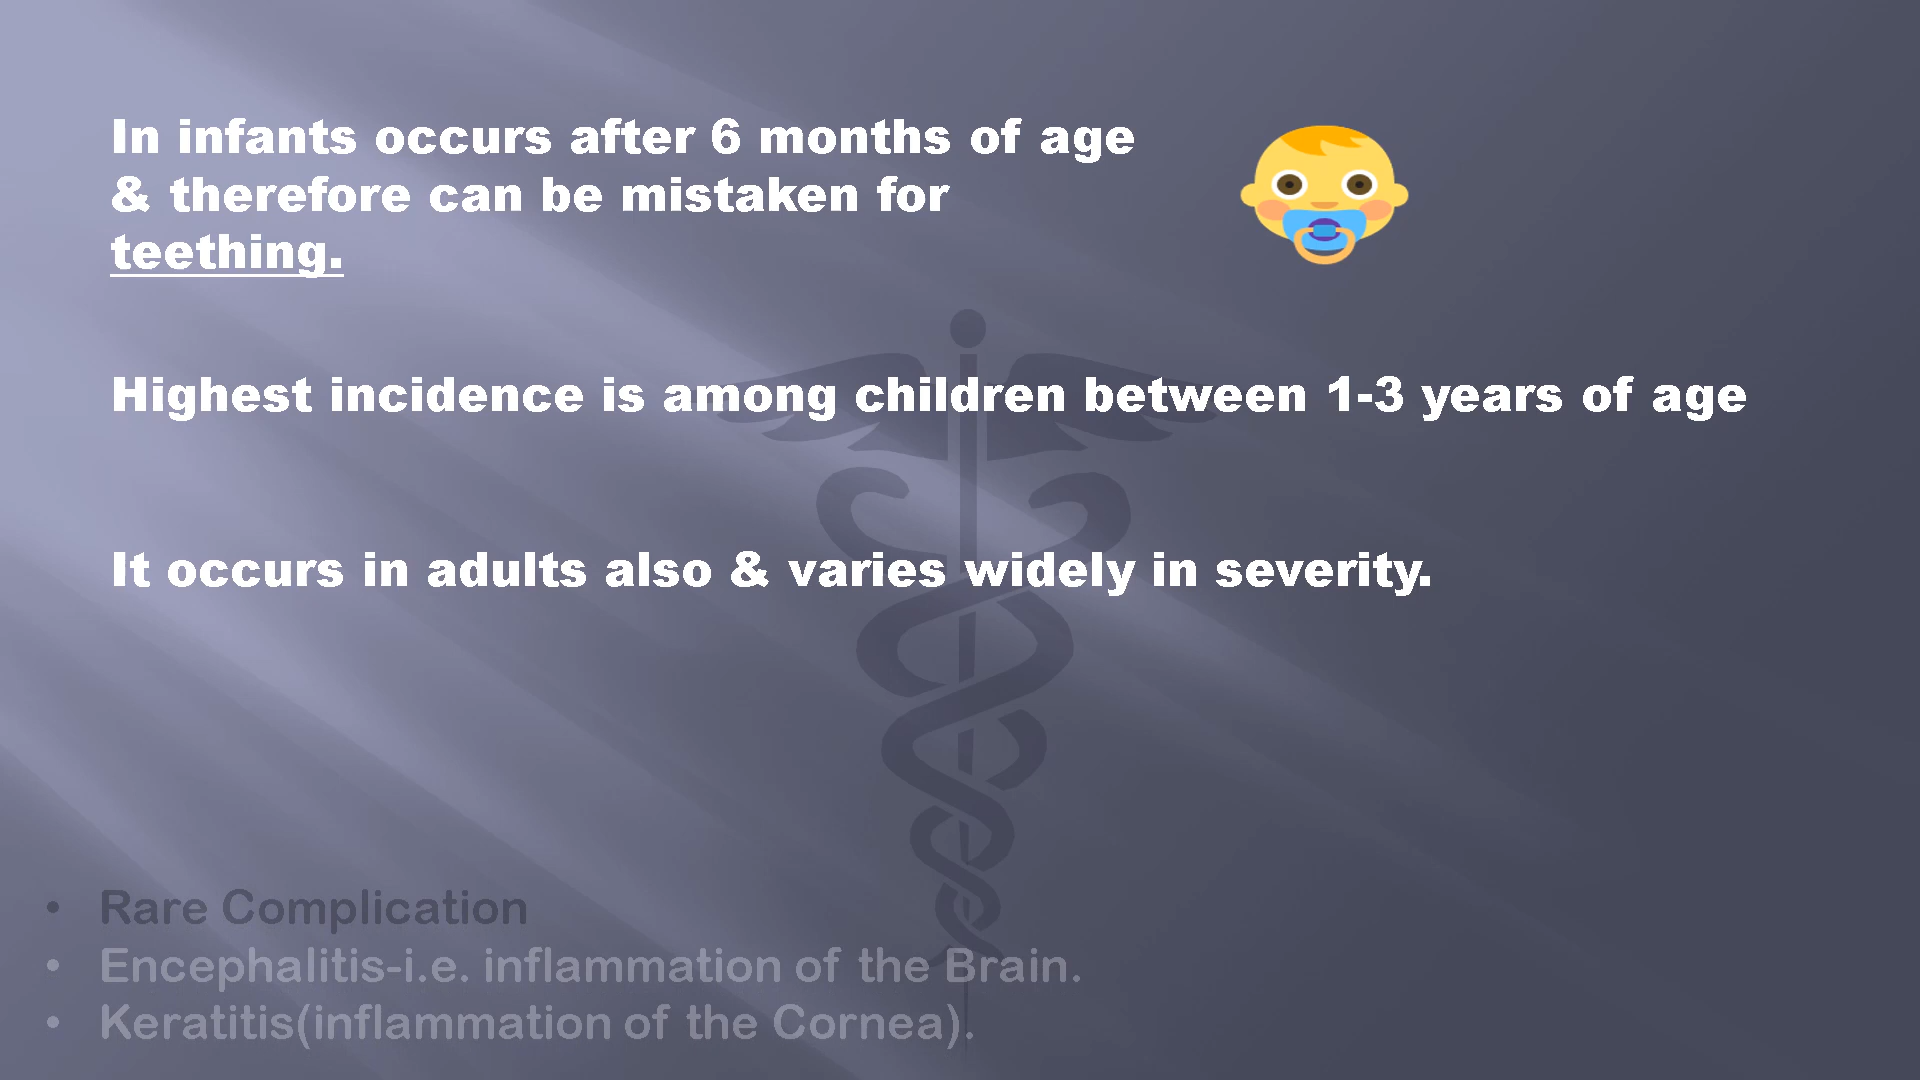 In infants occurs after 6 months of age
& therefore can be mistaken for
teething.
Highest incidence is among children between 1-3 years of age
It occurs in adults also & varies widely in severity.
• Rare Complication
• Encephalitis-i.e. inflammation of the Brain.
• Keratitis(inflammation of the Cornea).